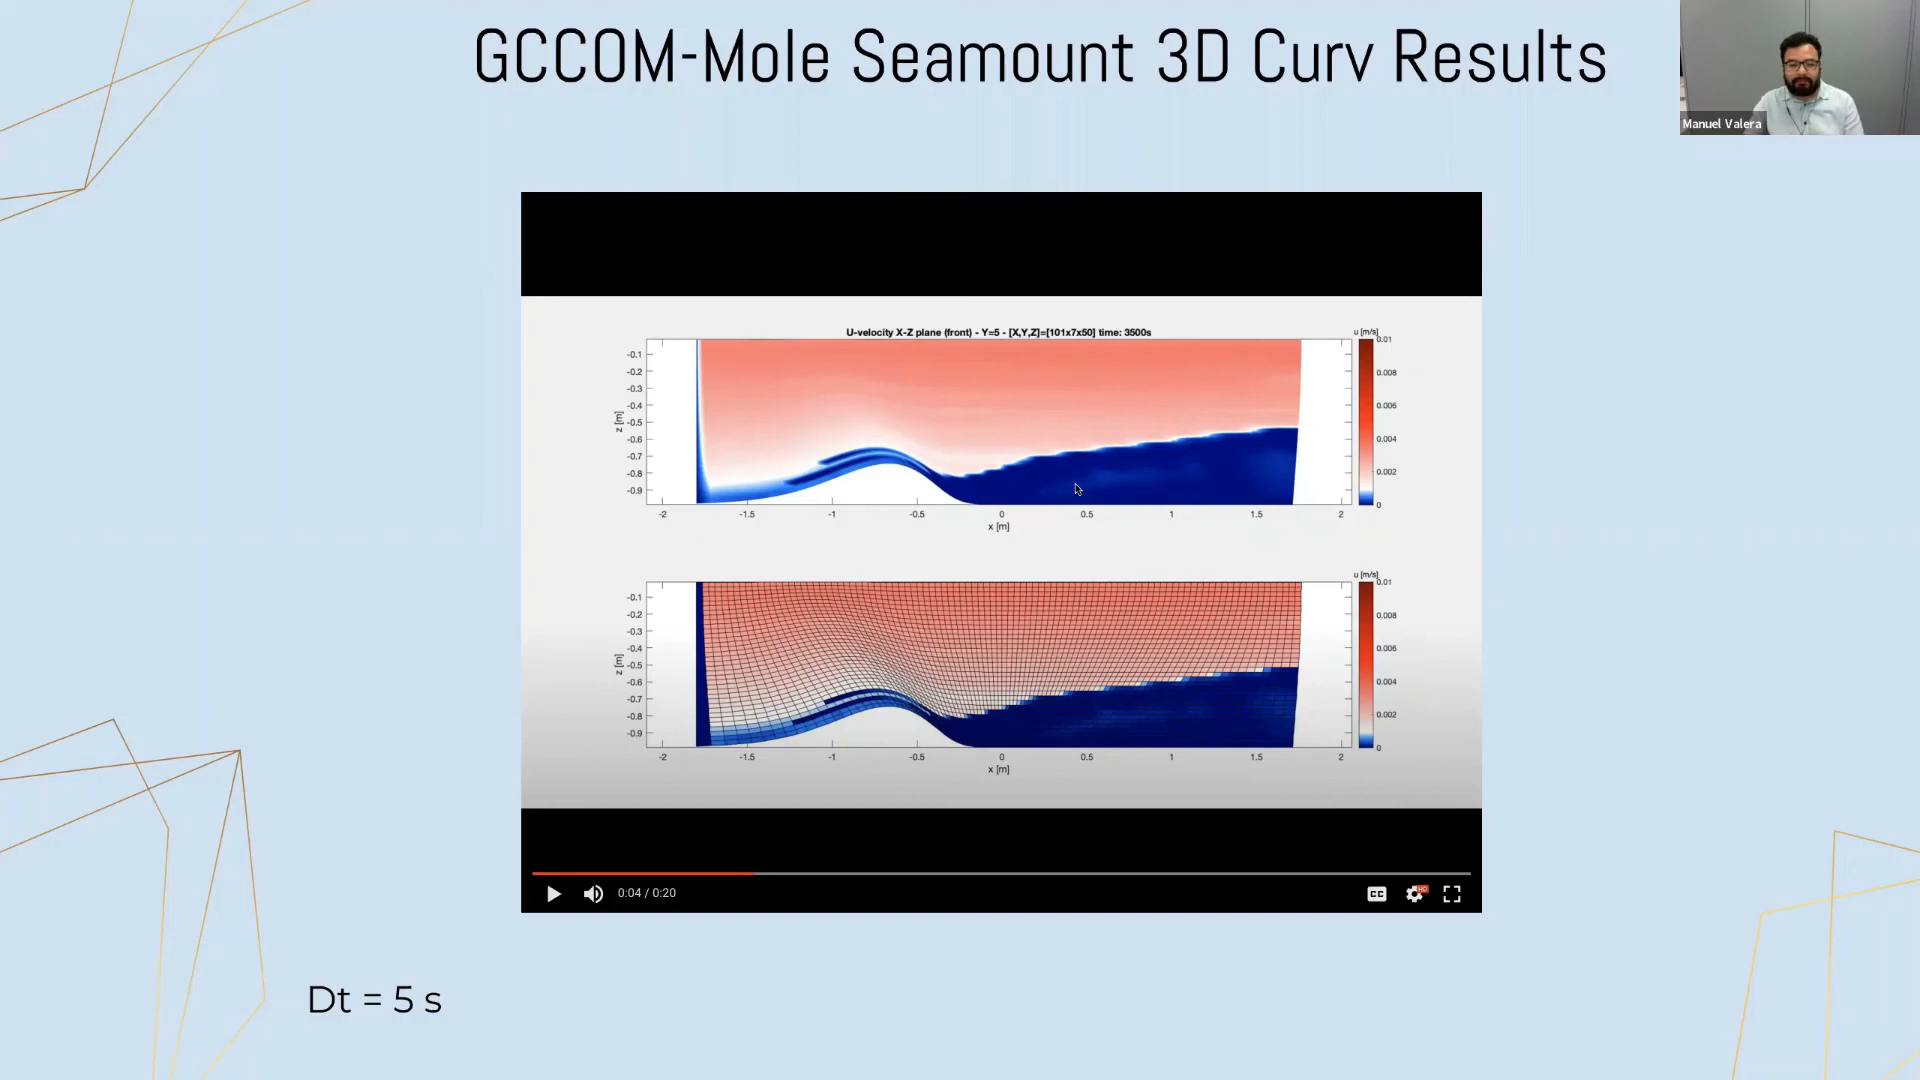 GCCOM-Mole Seamount 3D Curv Results
Manuel Valera
U-velocity X-Z plane (front) - Y=5 - [X,Y,Z]=[101x7x50] time: 3500s
u [m/s]
0.01
0.008
0.006
0.004
0.002
0
z [m]
-0.1
-0.2
-0.3
-0.4
-0.5
-0.6
-0.7
-0.8
-0.9
-2 -1.5 -1 -0.5 0 0.5 1 1.5 2
x [m]
u [m/s]
0.01
0.008
0.006
0.004
0.002
0
z [m]
-0.1
-0.2
-0.3
-0.4
-0.5
-0.6
-0.7
-0.8
-0.9
-2 -1.5 -1 -0.5 0 0.5 1 1.5 2
x [m]
0:04 / 0:20
CC
HD
Dt = 5 s